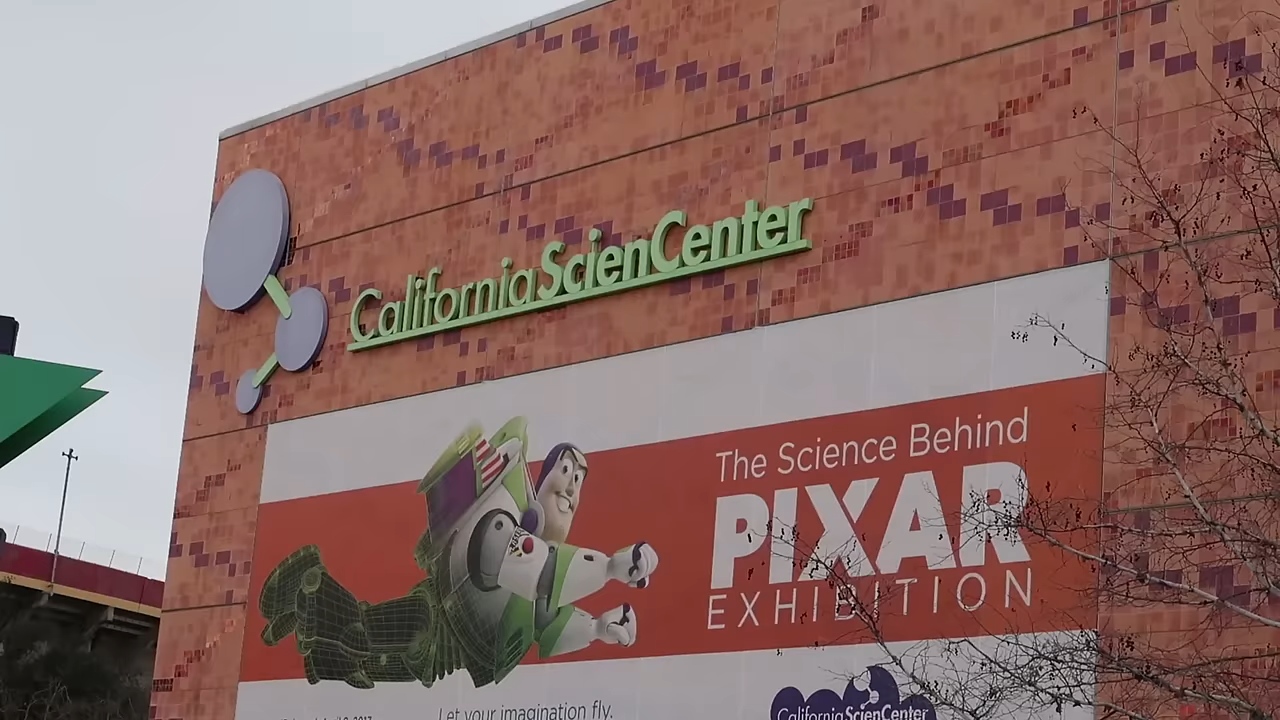 CaliforniaScienCenter
The Science Behind
PIXAR
EXHIBITION
Let your imagination fly.
CaliforniaScienCenter